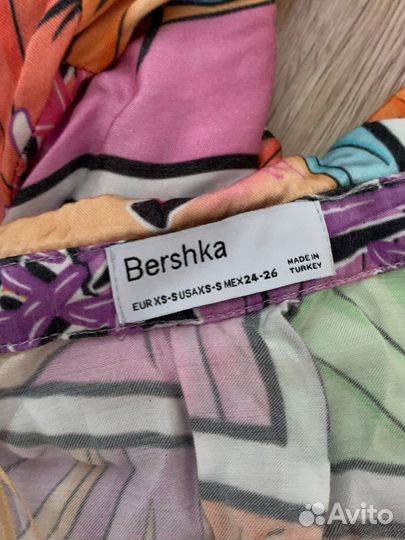 Bershka
EUR XS-S USA XS-S MEX 24-26
MADE IN
TURKEY
Avito